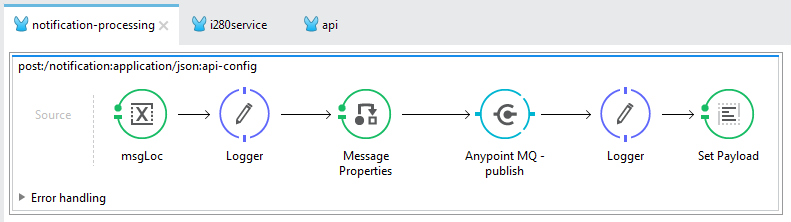 notification-processing
i280service
api
post:/notification:application/json:api-config
Source
msgLoc
Logger
Message
Properties
Anypoint MQ -
publish
Logger
Set Payload
Error handling